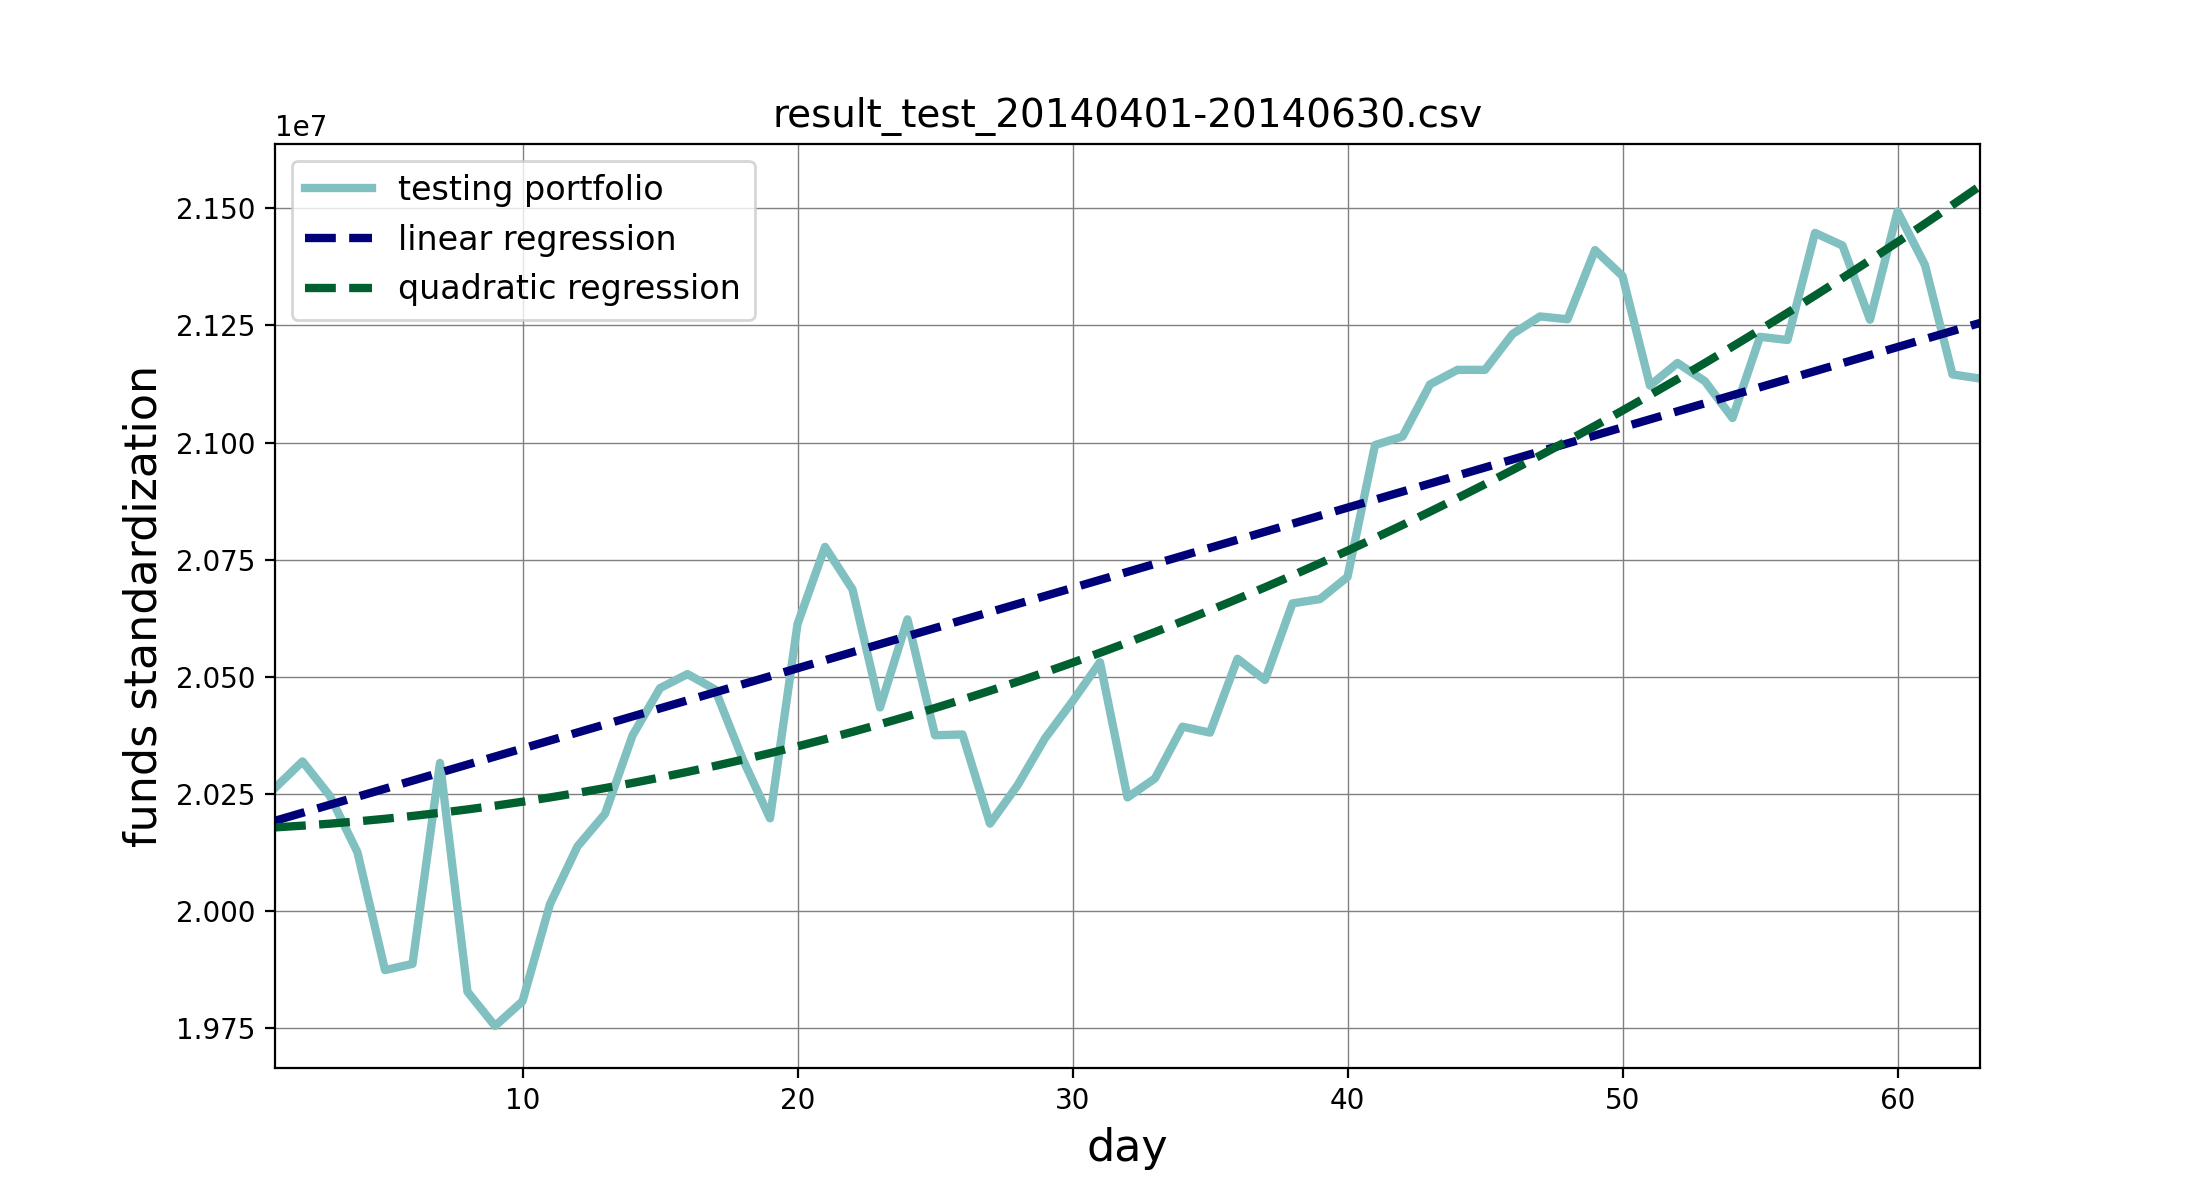 result_test_20140401-20140630.csv
1e7
testing portfolio
linear regression
quadratic regression
2.150
2.125
2.100
2.075
2.050
2.025
2.000
1.975
funds standardization
10 20 30 40 50 60
day